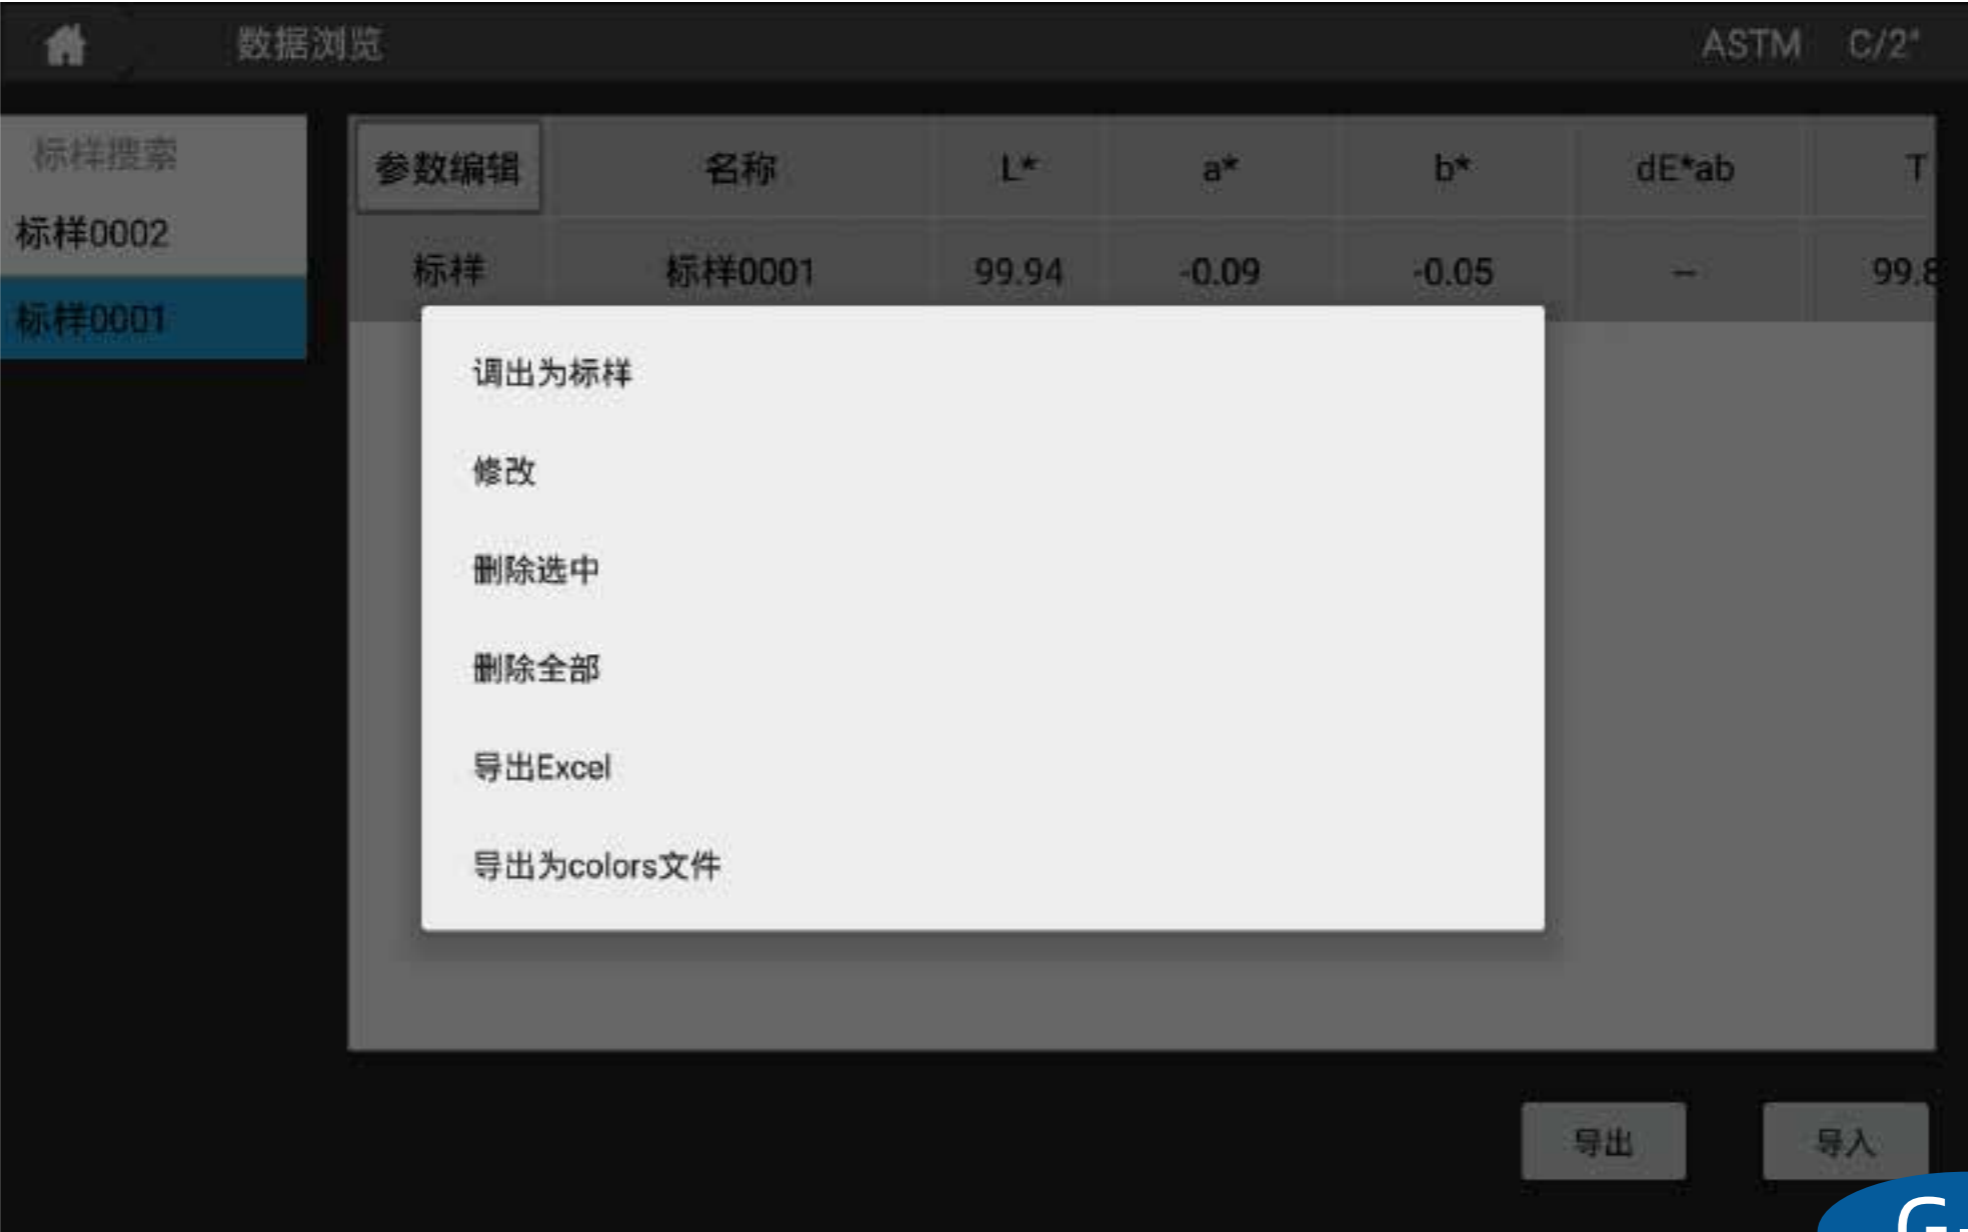 数据浏览 ASTM C/2°
标样搜索
标样0002
标样0001
参数编辑 名称 L* a* b* dE*ab T
标样 标样0001 99.94 -0.09 -0.05 -- 99.8
调出为标样
修改
删除选中
删除全部
导出Excel
导出为colors文件
导出 导入